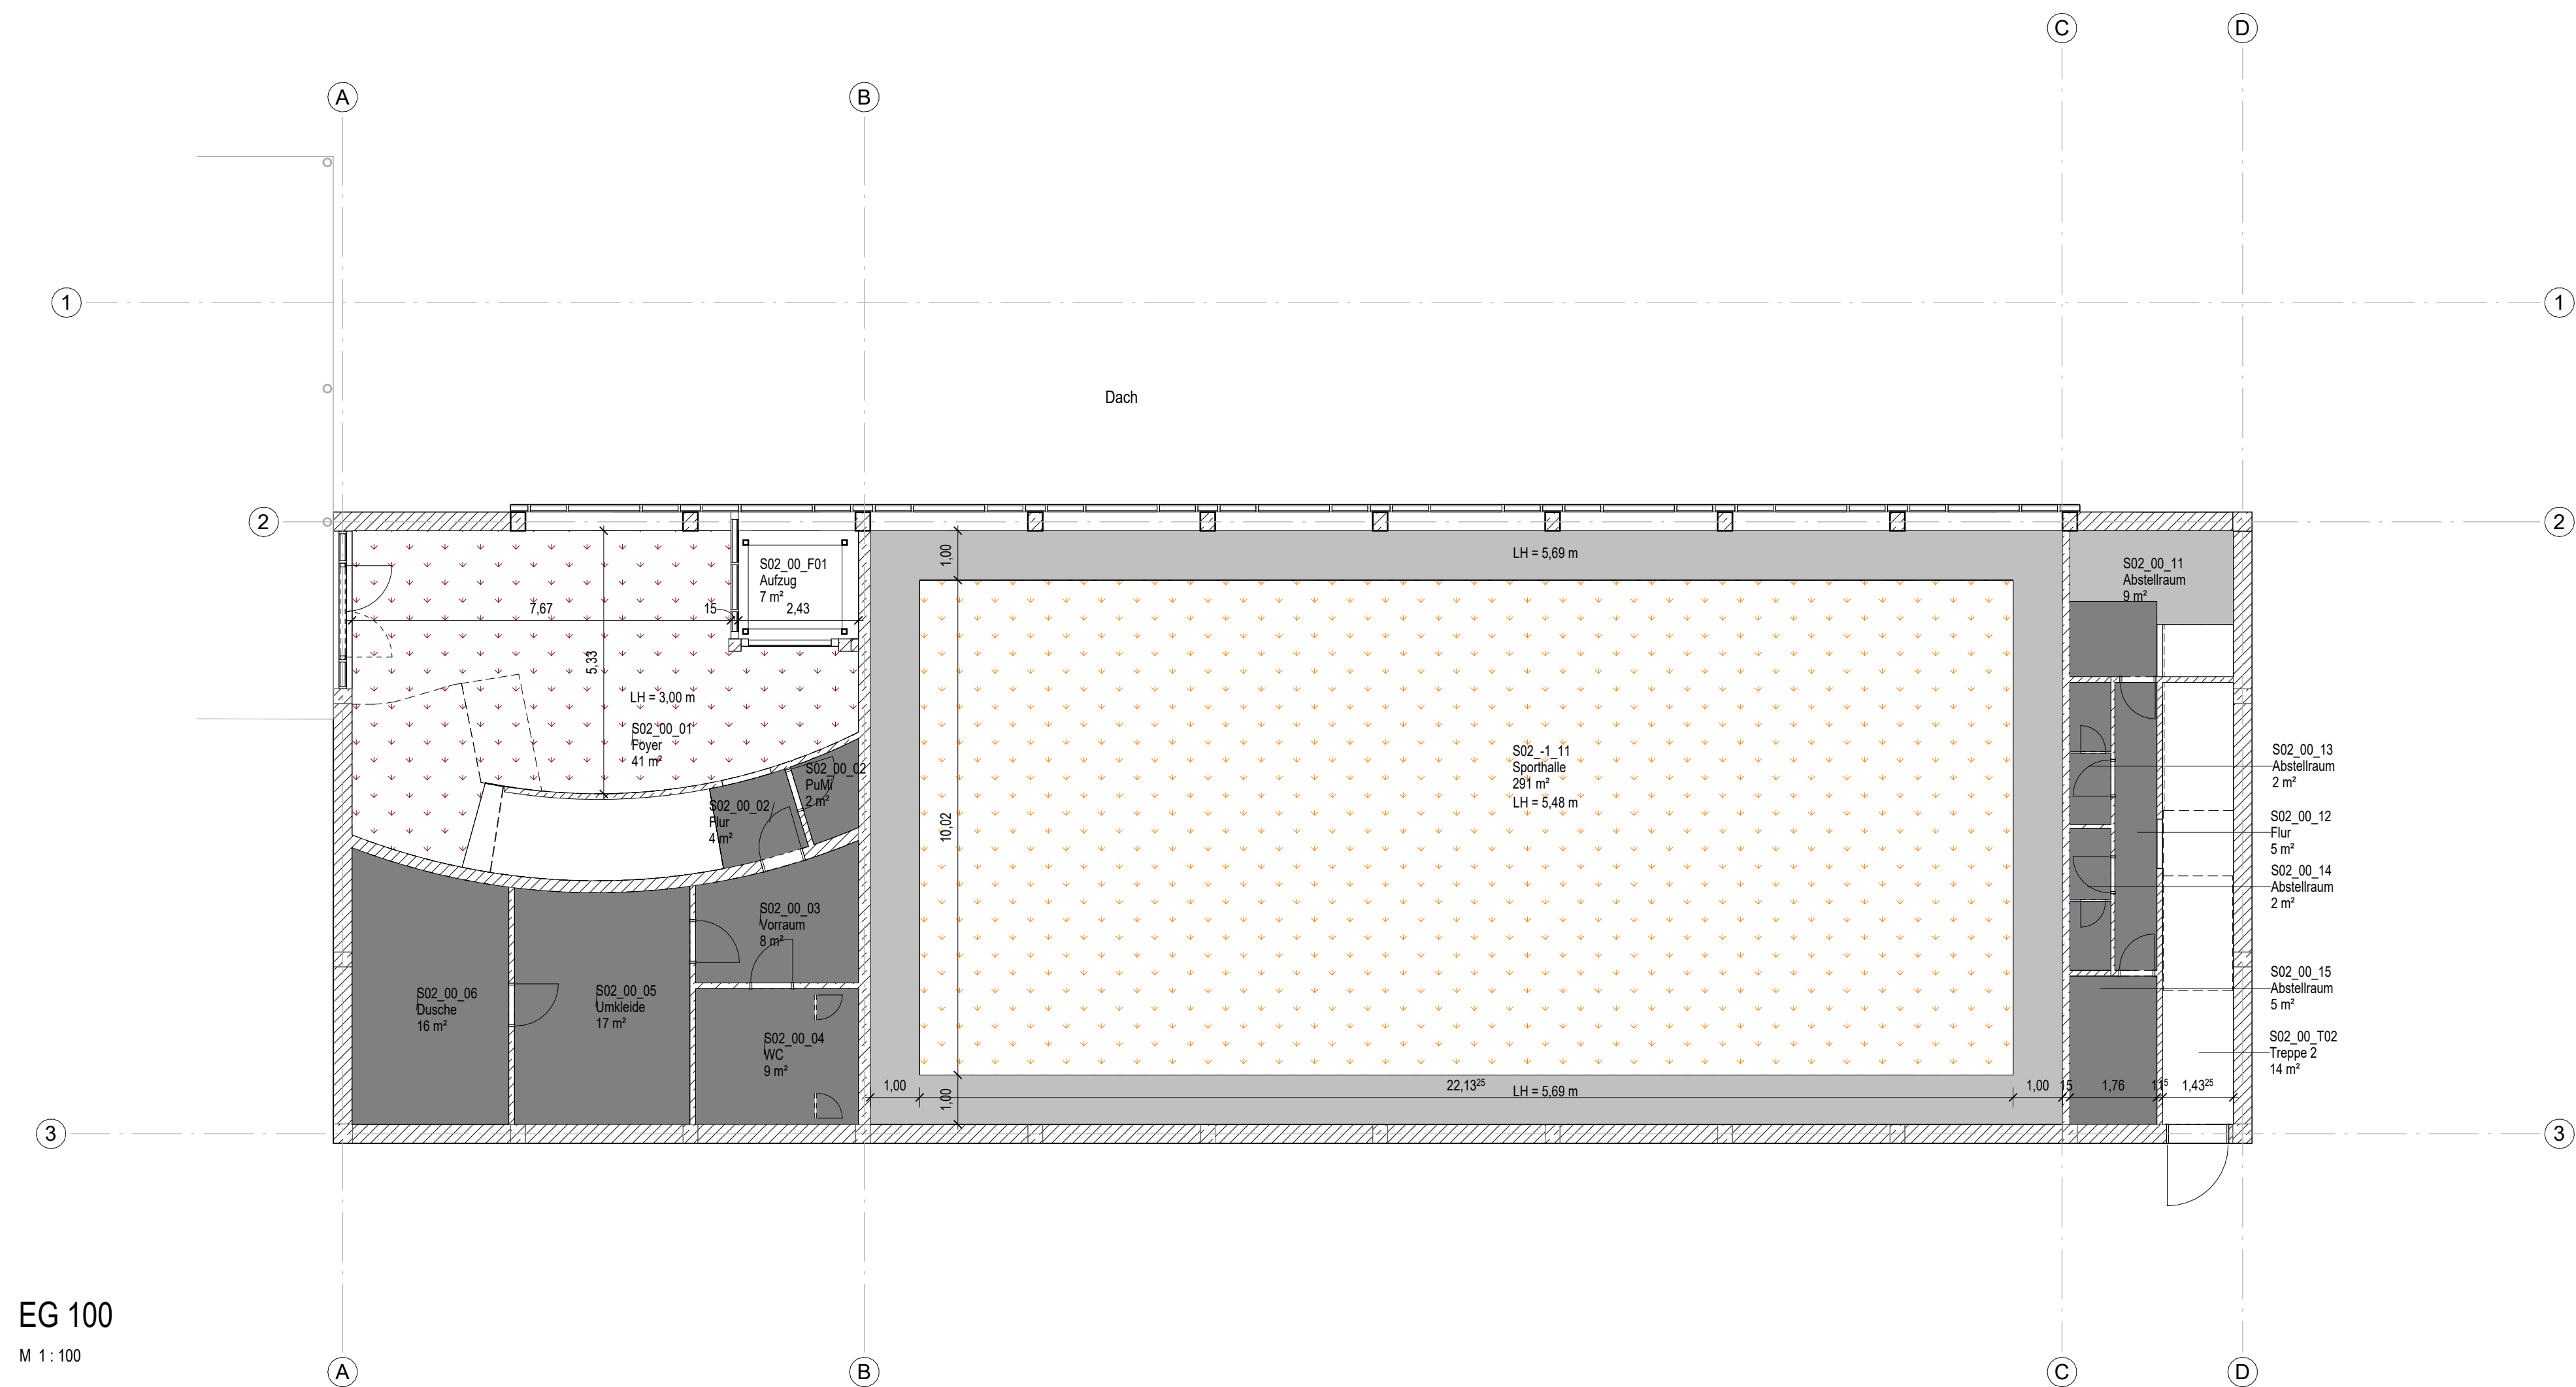 C
D
A
B
1
1
Dach
2
2
S02_00_F01
Aufzug
7 m²
7,67
15
2,43
5,33
LH = 3,00 m
S02_00_01
Foyer
41 m²
S02_00_02
PuMi
2 m²
S02_00_02
Flur
4 m²
S02_00_03
Vorraum
8 m²
S02_00_06
Dusche
16 m²
S02_00_05
Umkleide
17 m²
S02_00_04
WC
9 m²
1,00
LH = 5,69 m
S02_-1_11
Sporthalle
291 m²
LH = 5,48 m
10,02
1,00
1,00
22,13²⁵
LH = 5,69 m
1,00
15
1,76
11⁵
1,43²⁵
S02_00_11
Abstellraum
9 m²
S02_00_13
Abstellraum
2 m²
S02_00_12
Flur
5 m²
S02_00_14
Abstellraum
2 m²
S02_00_15
Abstellraum
5 m²
S02_00_T02
Treppe 2
14 m²
3
3
EG 100
M 1 : 100
A
B
C
D